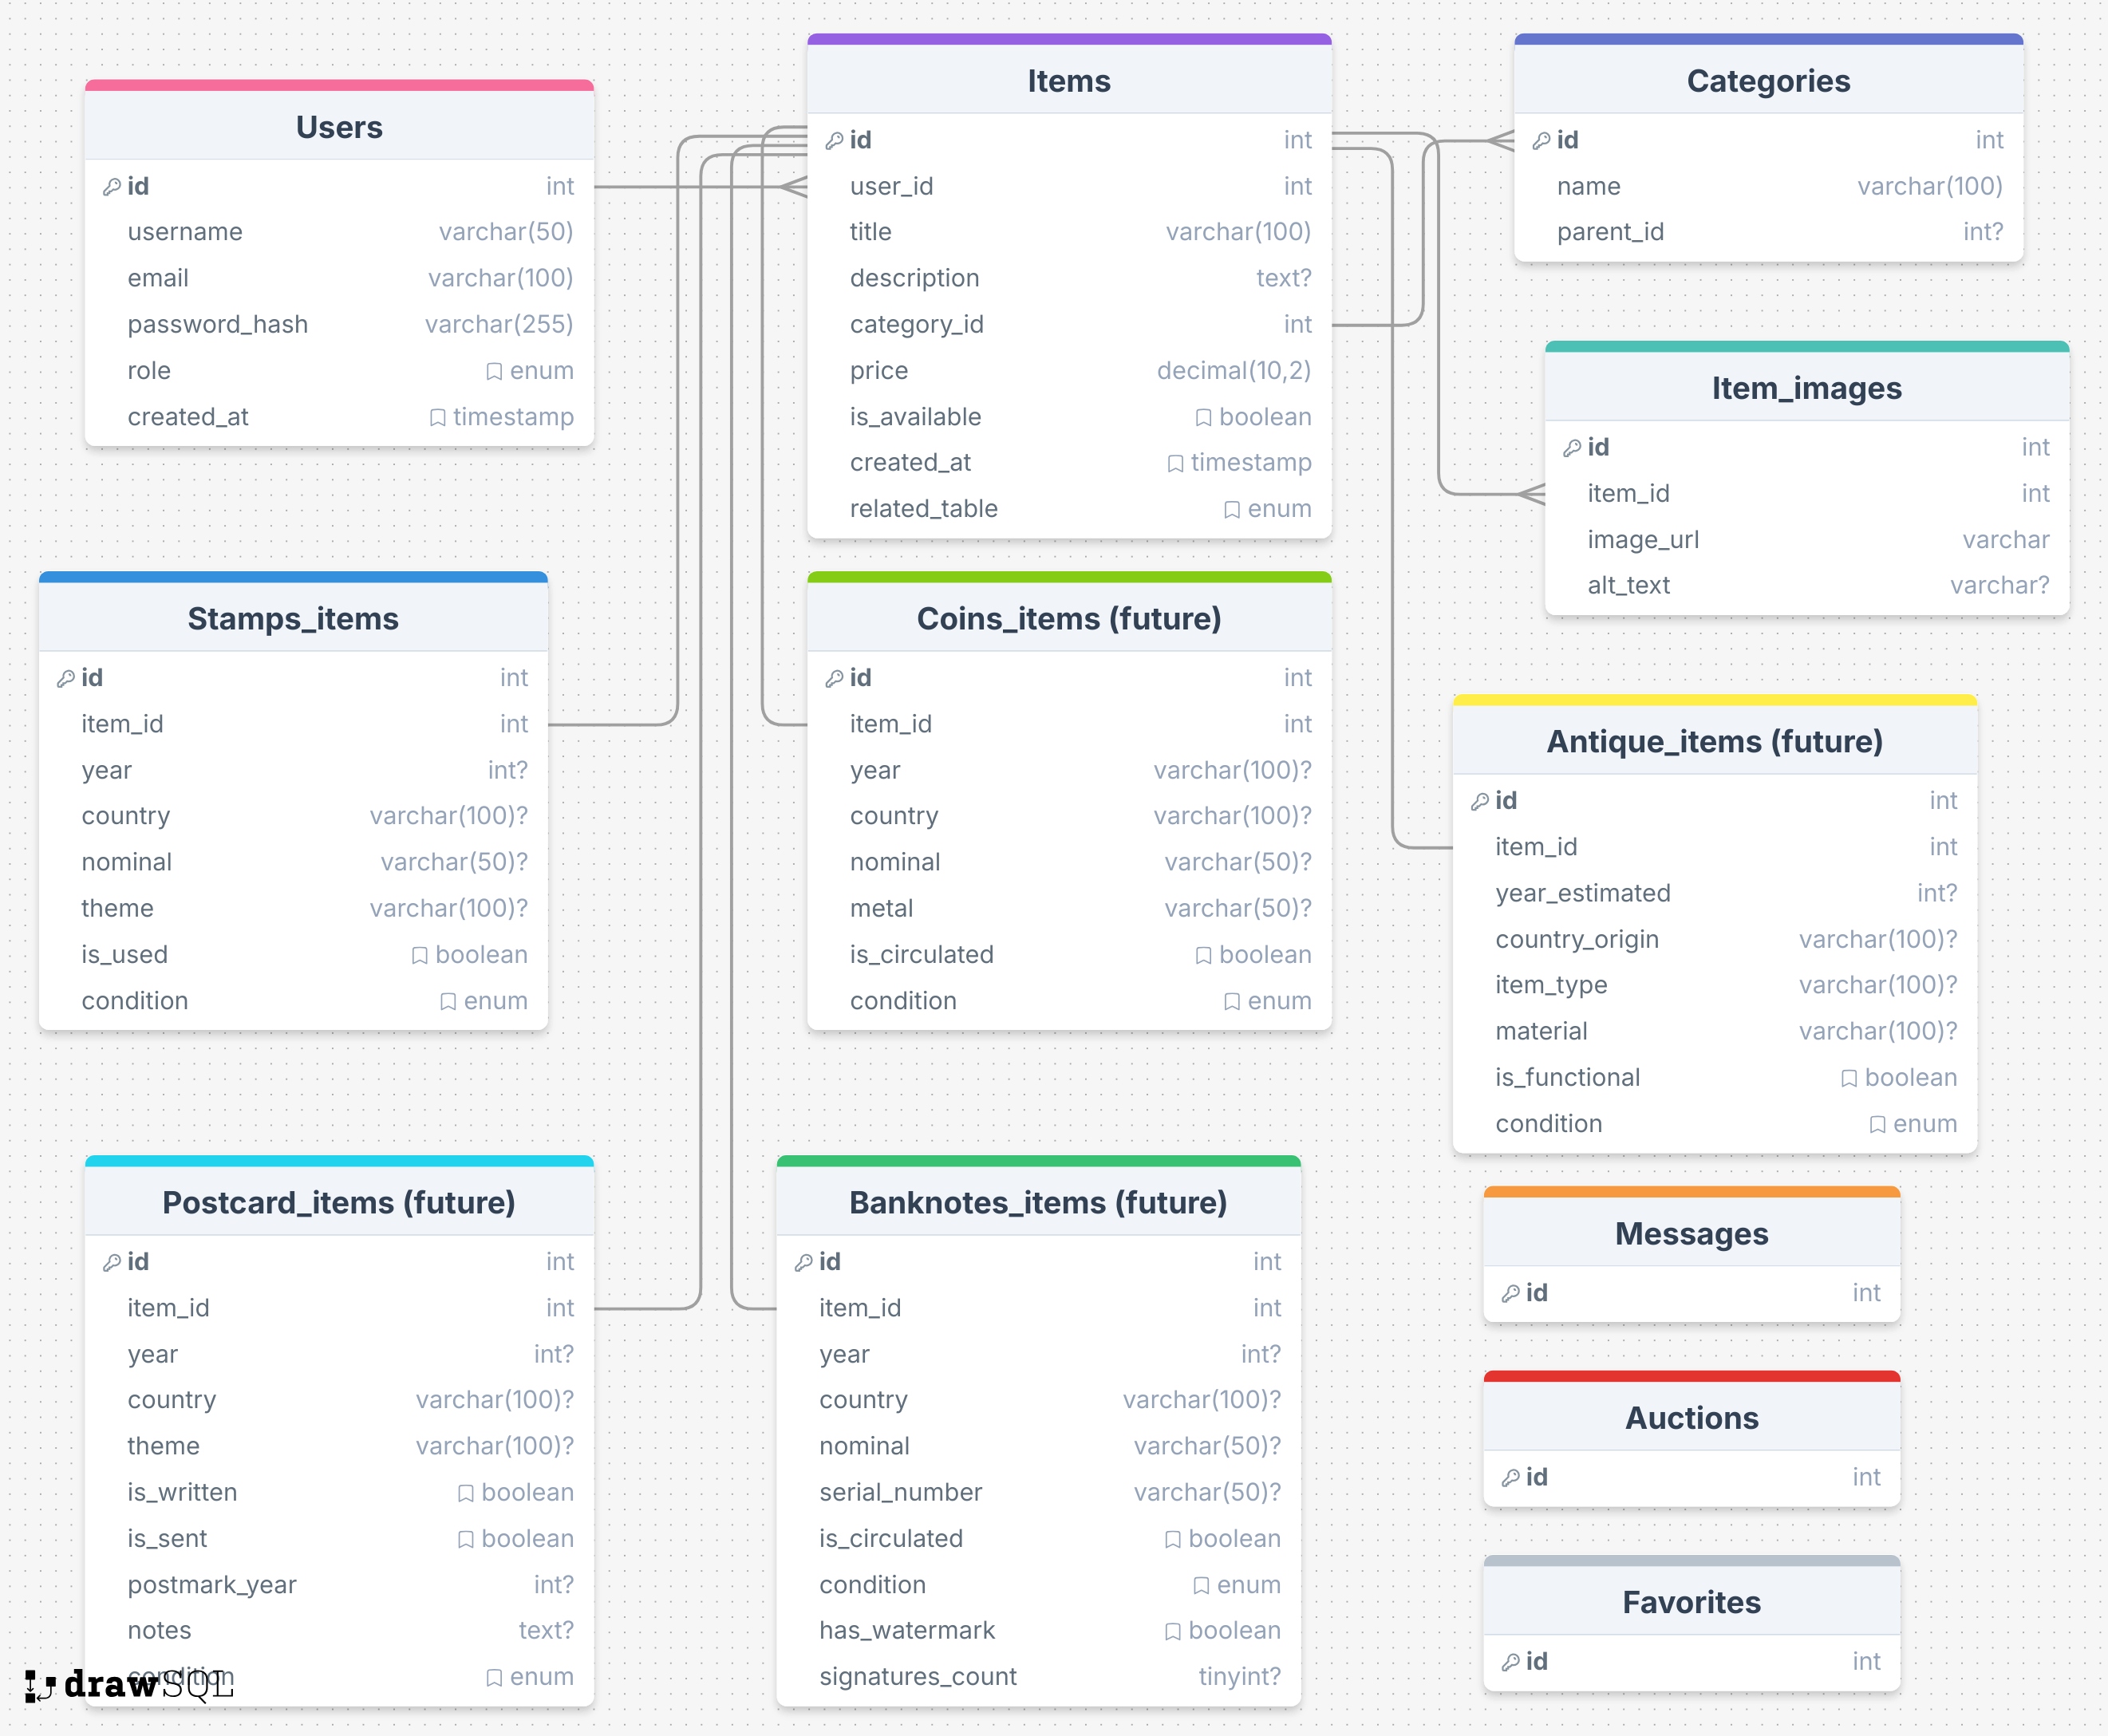 Users
id int
username varchar(50)
email varchar(100)
password_hash varchar(255)
role enum
created_at timestamp
Items
id int
user_id int
title varchar(100)
description text?
category_id int
price decimal(10,2)
is_available boolean
created_at timestamp
related_table enum
Categories
id int
name varchar(100)
parent_id int?
Item_images
id int
item_id int
image_url varchar
alt_text varchar?
Stamps_items
id int
item_id int
year int?
country varchar(100)?
nominal varchar(50)?
theme varchar(100)?
is_used boolean
condition enum
Coins_items (future)
id int
item_id int
year varchar(100)?
country varchar(100)?
nominal varchar(50)?
metal varchar(50)?
is_circulated boolean
condition enum
Antique_items (future)
id int
item_id int
year_estimated int?
country_origin varchar(100)?
item_type varchar(100)?
material varchar(100)?
is_functional boolean
condition enum
Postcard_items (future)
id int
item_id int
year int?
country varchar(100)?
theme varchar(100)?
is_written boolean
is_sent boolean
postmark_year int?
notes text?
condition enum
Banknotes_items (future)
id int
item_id int
year int?
country varchar(100)?
nominal varchar(50)?
serial_number varchar(50)?
is_circulated boolean
condition enum
has_watermark boolean
signatures_count tinyint?
Messages
id int
Auctions
id int
Favorites
id int
drawSQL